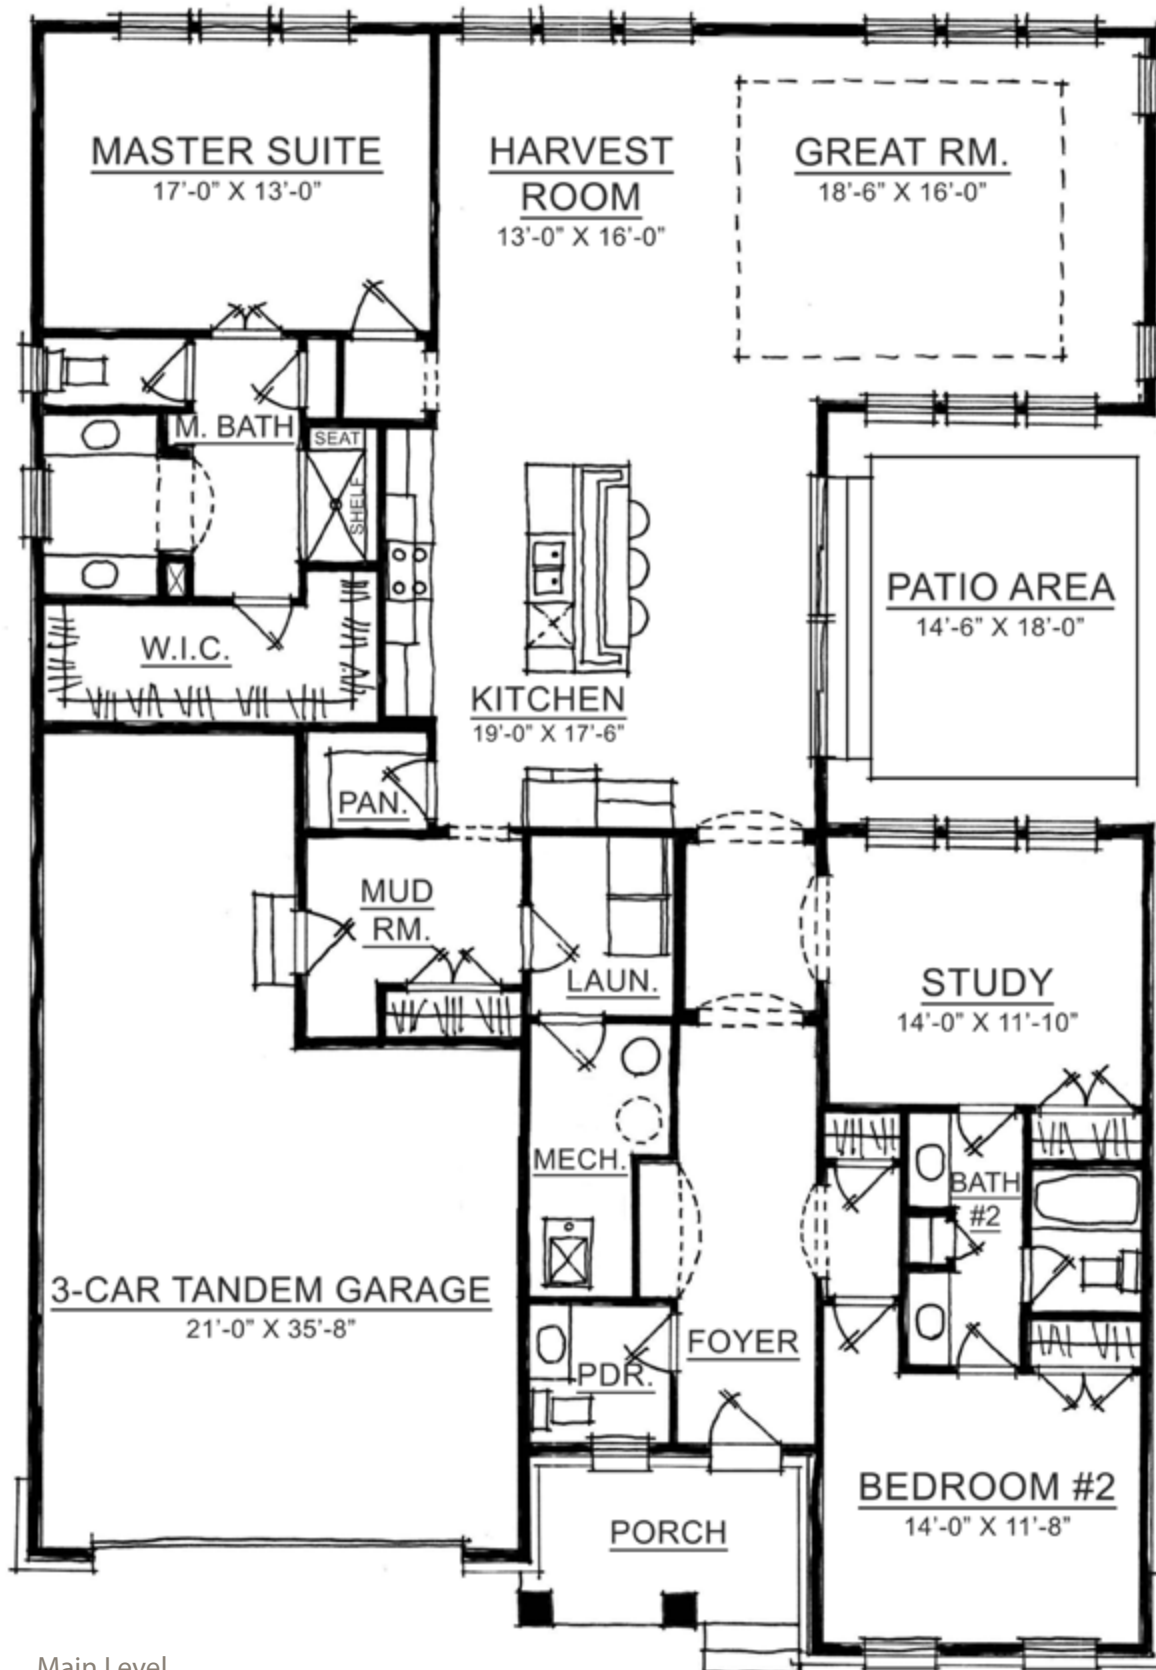 MASTER SUITE
17'-0" X 13'-0"
HARVEST
ROOM
13'-0" X 16'-0"
GREAT RM.
18'-6" X 16'-0"
M. BATH
SEAT
SHELF
W.I.C.
KITCHEN
19'-0" X 17'-6"
PATIO AREA
14'-6" X 18'-0"
PAN.
MUD
RM.
LAUN.
STUDY
14'-0" X 11'-10"
MECH.
BATH
#2
3-CAR TANDEM GARAGE
21'-0" X 35'-8"
FOYER
PDR.
BEDROOM #2
14'-0" X 11'-8"
PORCH
Main Level